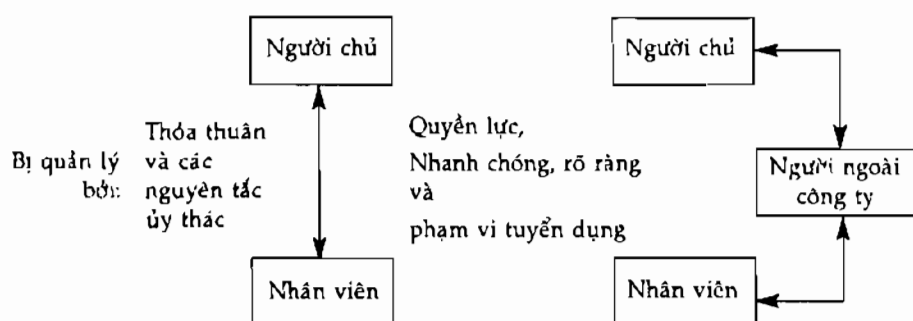 Người chủ
Người chủ
Thỏa thuân
và các
nguyên tắc
ủy thác
Bị quản lý
bởi:
Quyền lực,
Nhanh chóng, rõ ràng
và
phạm vi tuyển dụng
Người ngoài
công ty
Nhân viên
Nhân viên